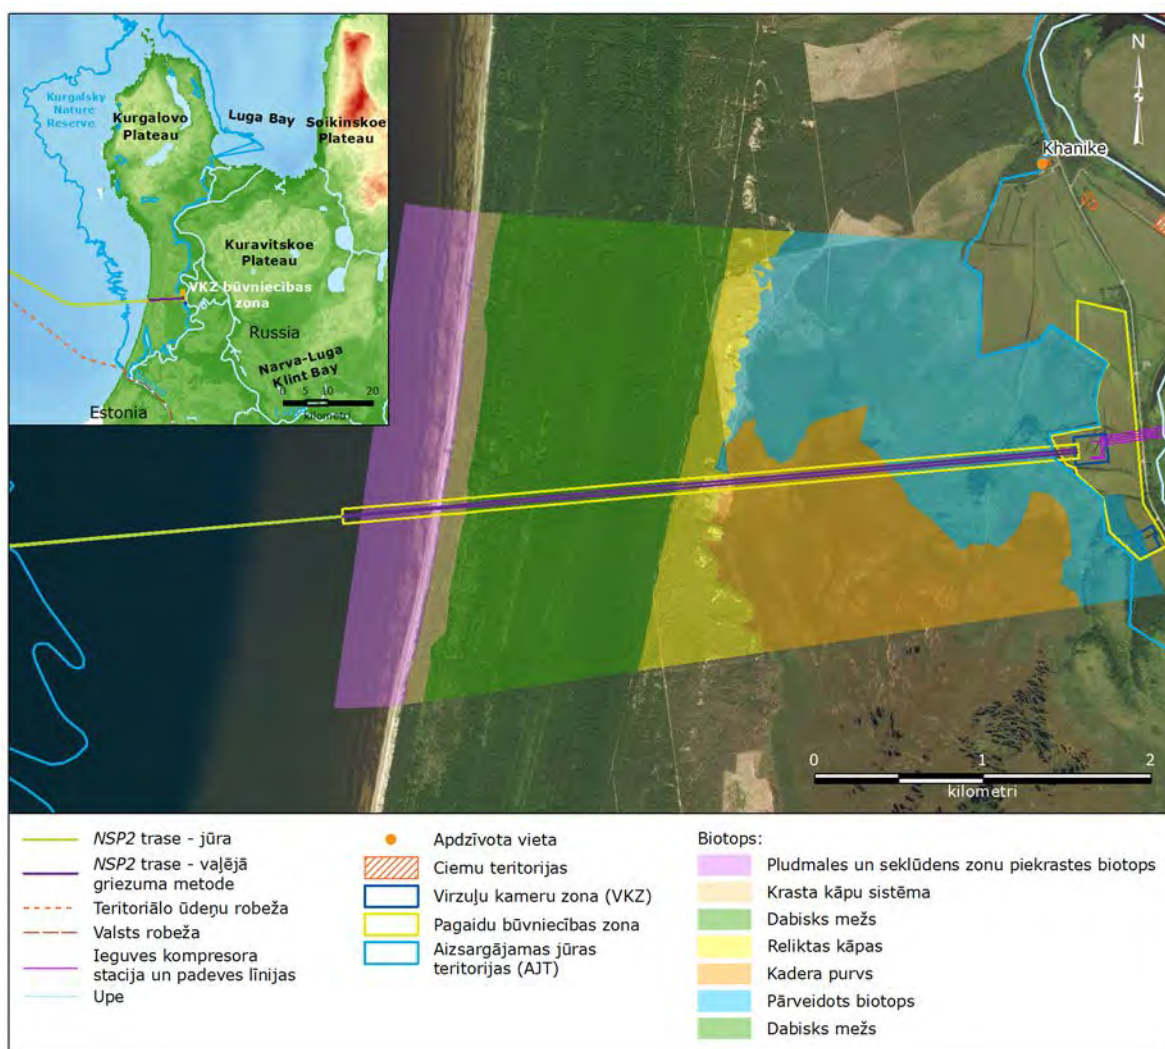 Kurgalsky
Nature
Reserve
Kurgalovo
Plateau
Luga Bay
Soikinskoe
Plateau
Kuravitskoe
Plateau
VKZ būvniecības
zona
Russia
Narva-Luga
Klint Bay
Estonia
0 5 10 20
kilometri
N
Khanike
0 1 2
kilometri
NSP2 trase - jūra
NSP2 trase - vaļējā
griezuma metode
Teritoriālo ūdeņu robeža
Valsts robeža
Ieguves kompresora
stacija un padeves līnijas
Upe
Apdzīvota vieta
Ciemu teritorijas
Virzuļu kameru zona (VKZ)
Pagaidu būvniecības zona
Aizsargājamas jūras
teritorijas (AJT)
Biotops:
Pludmales un seklūdens zonu piekrastes biotops
Krasta kāpu sistēma
Dabisks mežs
Reliktas kāpas
Kadera purvs
Pārveidots biotops
Dabisks mežs